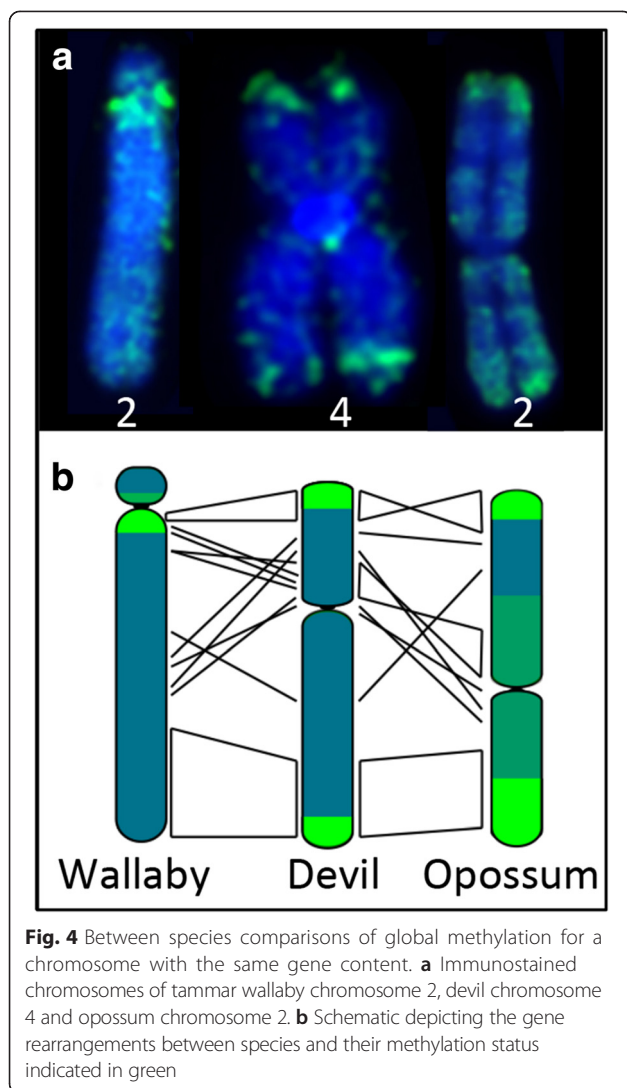 a
2 4 2
b
Wallaby Devil Opossum
Fig. 4 Between species comparisons of global methylation for a
chromosome with the same gene content. a Immunostained
chromosomes of tammar wallaby chromosome 2, devil chromosome
4 and opossum chromosome 2. b Schematic depicting the gene
rearrangements between species and their methylation status
indicated in green